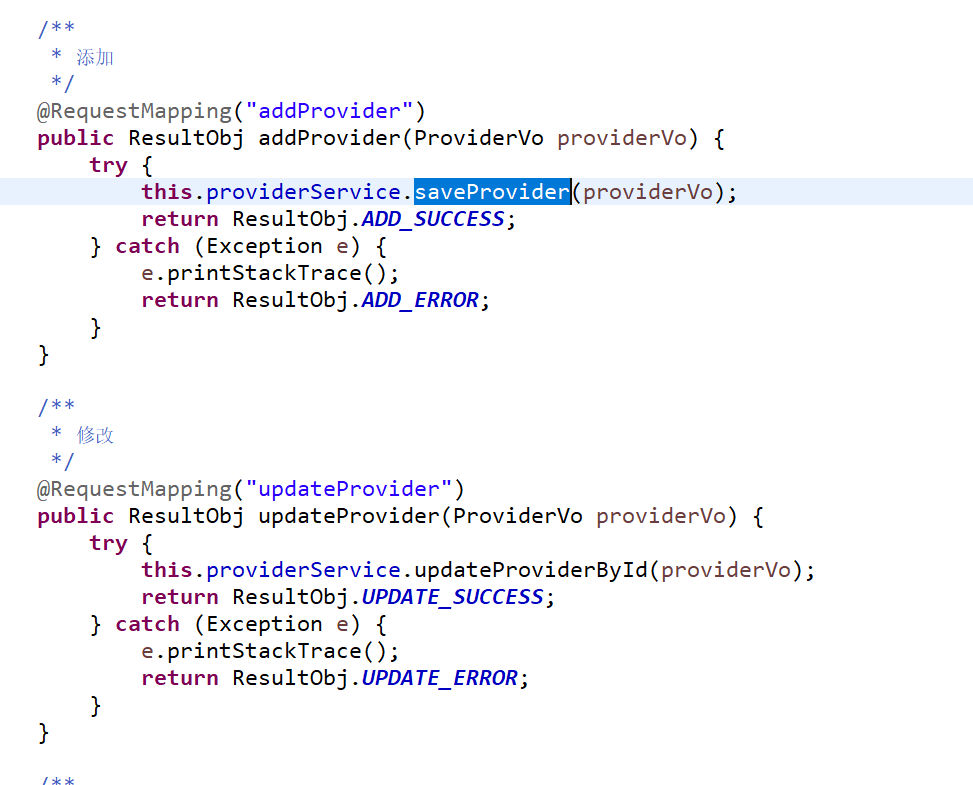 /**
 * 添加
 */
@RequestMapping("addProvider")
public ResultObj addProvider(ProviderVo providerVo) {
    try {
        this.providerService.saveProvider(providerVo);
        return ResultObj.ADD_SUCCESS;
    } catch (Exception e) {
        e.printStackTrace();
        return ResultObj.ADD_ERROR;
    }
}
/**
 * 修改
 */
@RequestMapping("updateProvider")
public ResultObj updateProvider(ProviderVo providerVo) {
    try {
        this.providerService.updateProviderById(providerVo);
        return ResultObj.UPDATE_SUCCESS;
    } catch (Exception e) {
        e.printStackTrace();
        return ResultObj.UPDATE_ERROR;
    }
}
/**